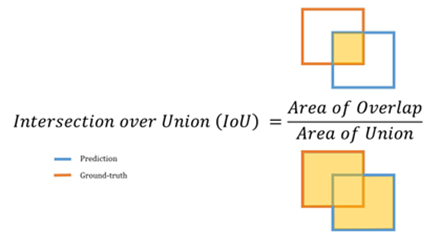 Intersection over Union (IoU) = Area of Overlap
Area of Union
Prediction
Ground-truth